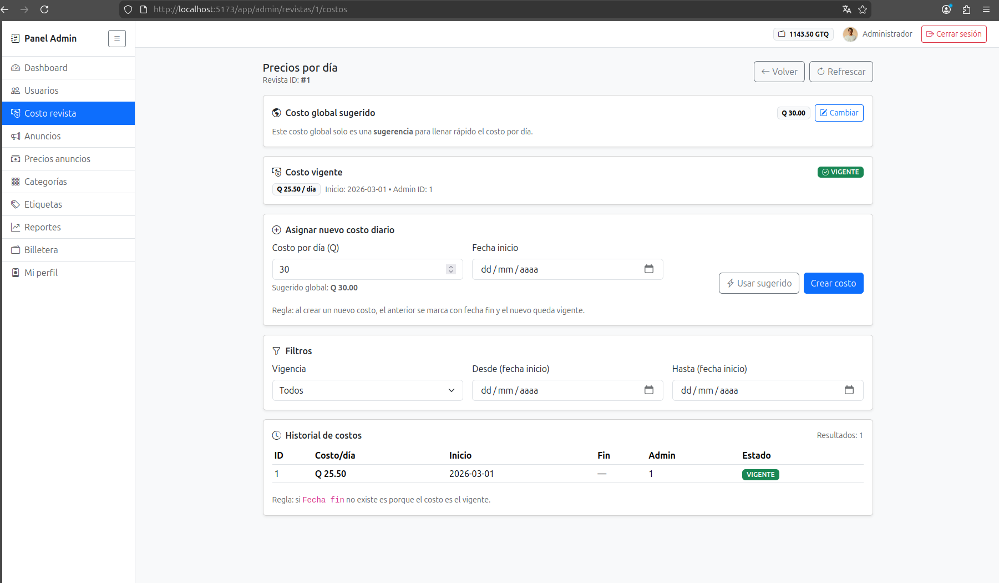 http://localhost:5173/app/admin/revistas/1/costos
Panel Admin
1143.50 GTQ
Administrador
Cerrar sesión
Dashboard
Usuarios
Costo revista
Anuncios
Precios anuncios
Categorías
Etiquetas
Reportes
Billetera
Mi perfil
Precios por día
Revista ID: #1
Volver
Refrescar
Costo global sugerido
Q 30.00
Cambiar
Este costo global solo es una sugerencia para llenar rápido el costo por día.
Costo vigente
VIGENTE
Q 25.50 / día Inicio: 2026-03-01 • Admin ID: 1
Asignar nuevo costo diario
Costo por día (Q) Fecha inicio
30 dd/mm/aaaa
Sugerido global: Q 30.00
Usar sugerido
Crear costo
Regla: al crear un nuevo costo, el anterior se marca con fecha fin y el nuevo queda vigente.
Filtros
Vigencia Desde (fecha inicio) Hasta (fecha inicio)
Todos dd/mm/aaaa dd/mm/aaaa
Historial de costos Resultados: 1
ID Costo/día Inicio Fin Admin Estado
1 Q 25.50 2026-03-01 — 1 VIGENTE
Regla: si Fecha fin no existe es porque el costo es el vigente.